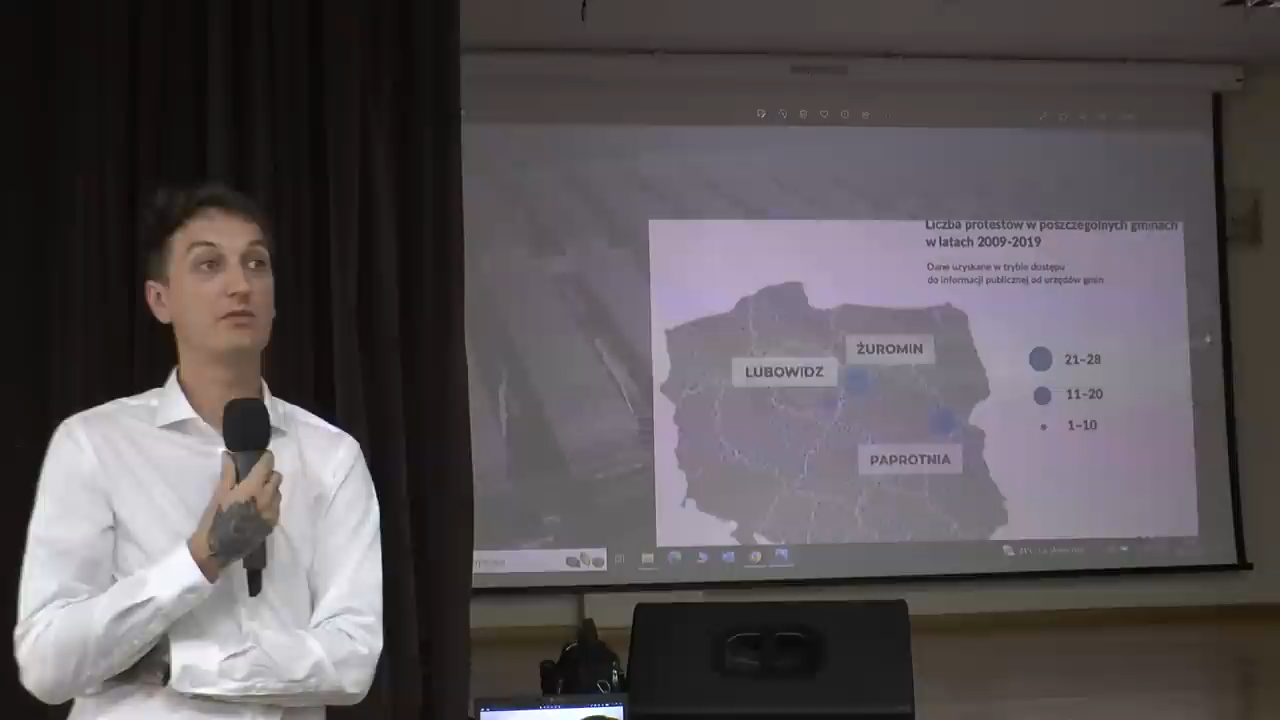 Liczba protestów w poszczególnych gminach
w latach 2009-2019
Dane uzyskane w trybie dostępu
do informacji publicznej od urzędów gmin
ŻUROMIN
LUBOWIDZ
PAPROTNIA
21–28
11–20
1–10